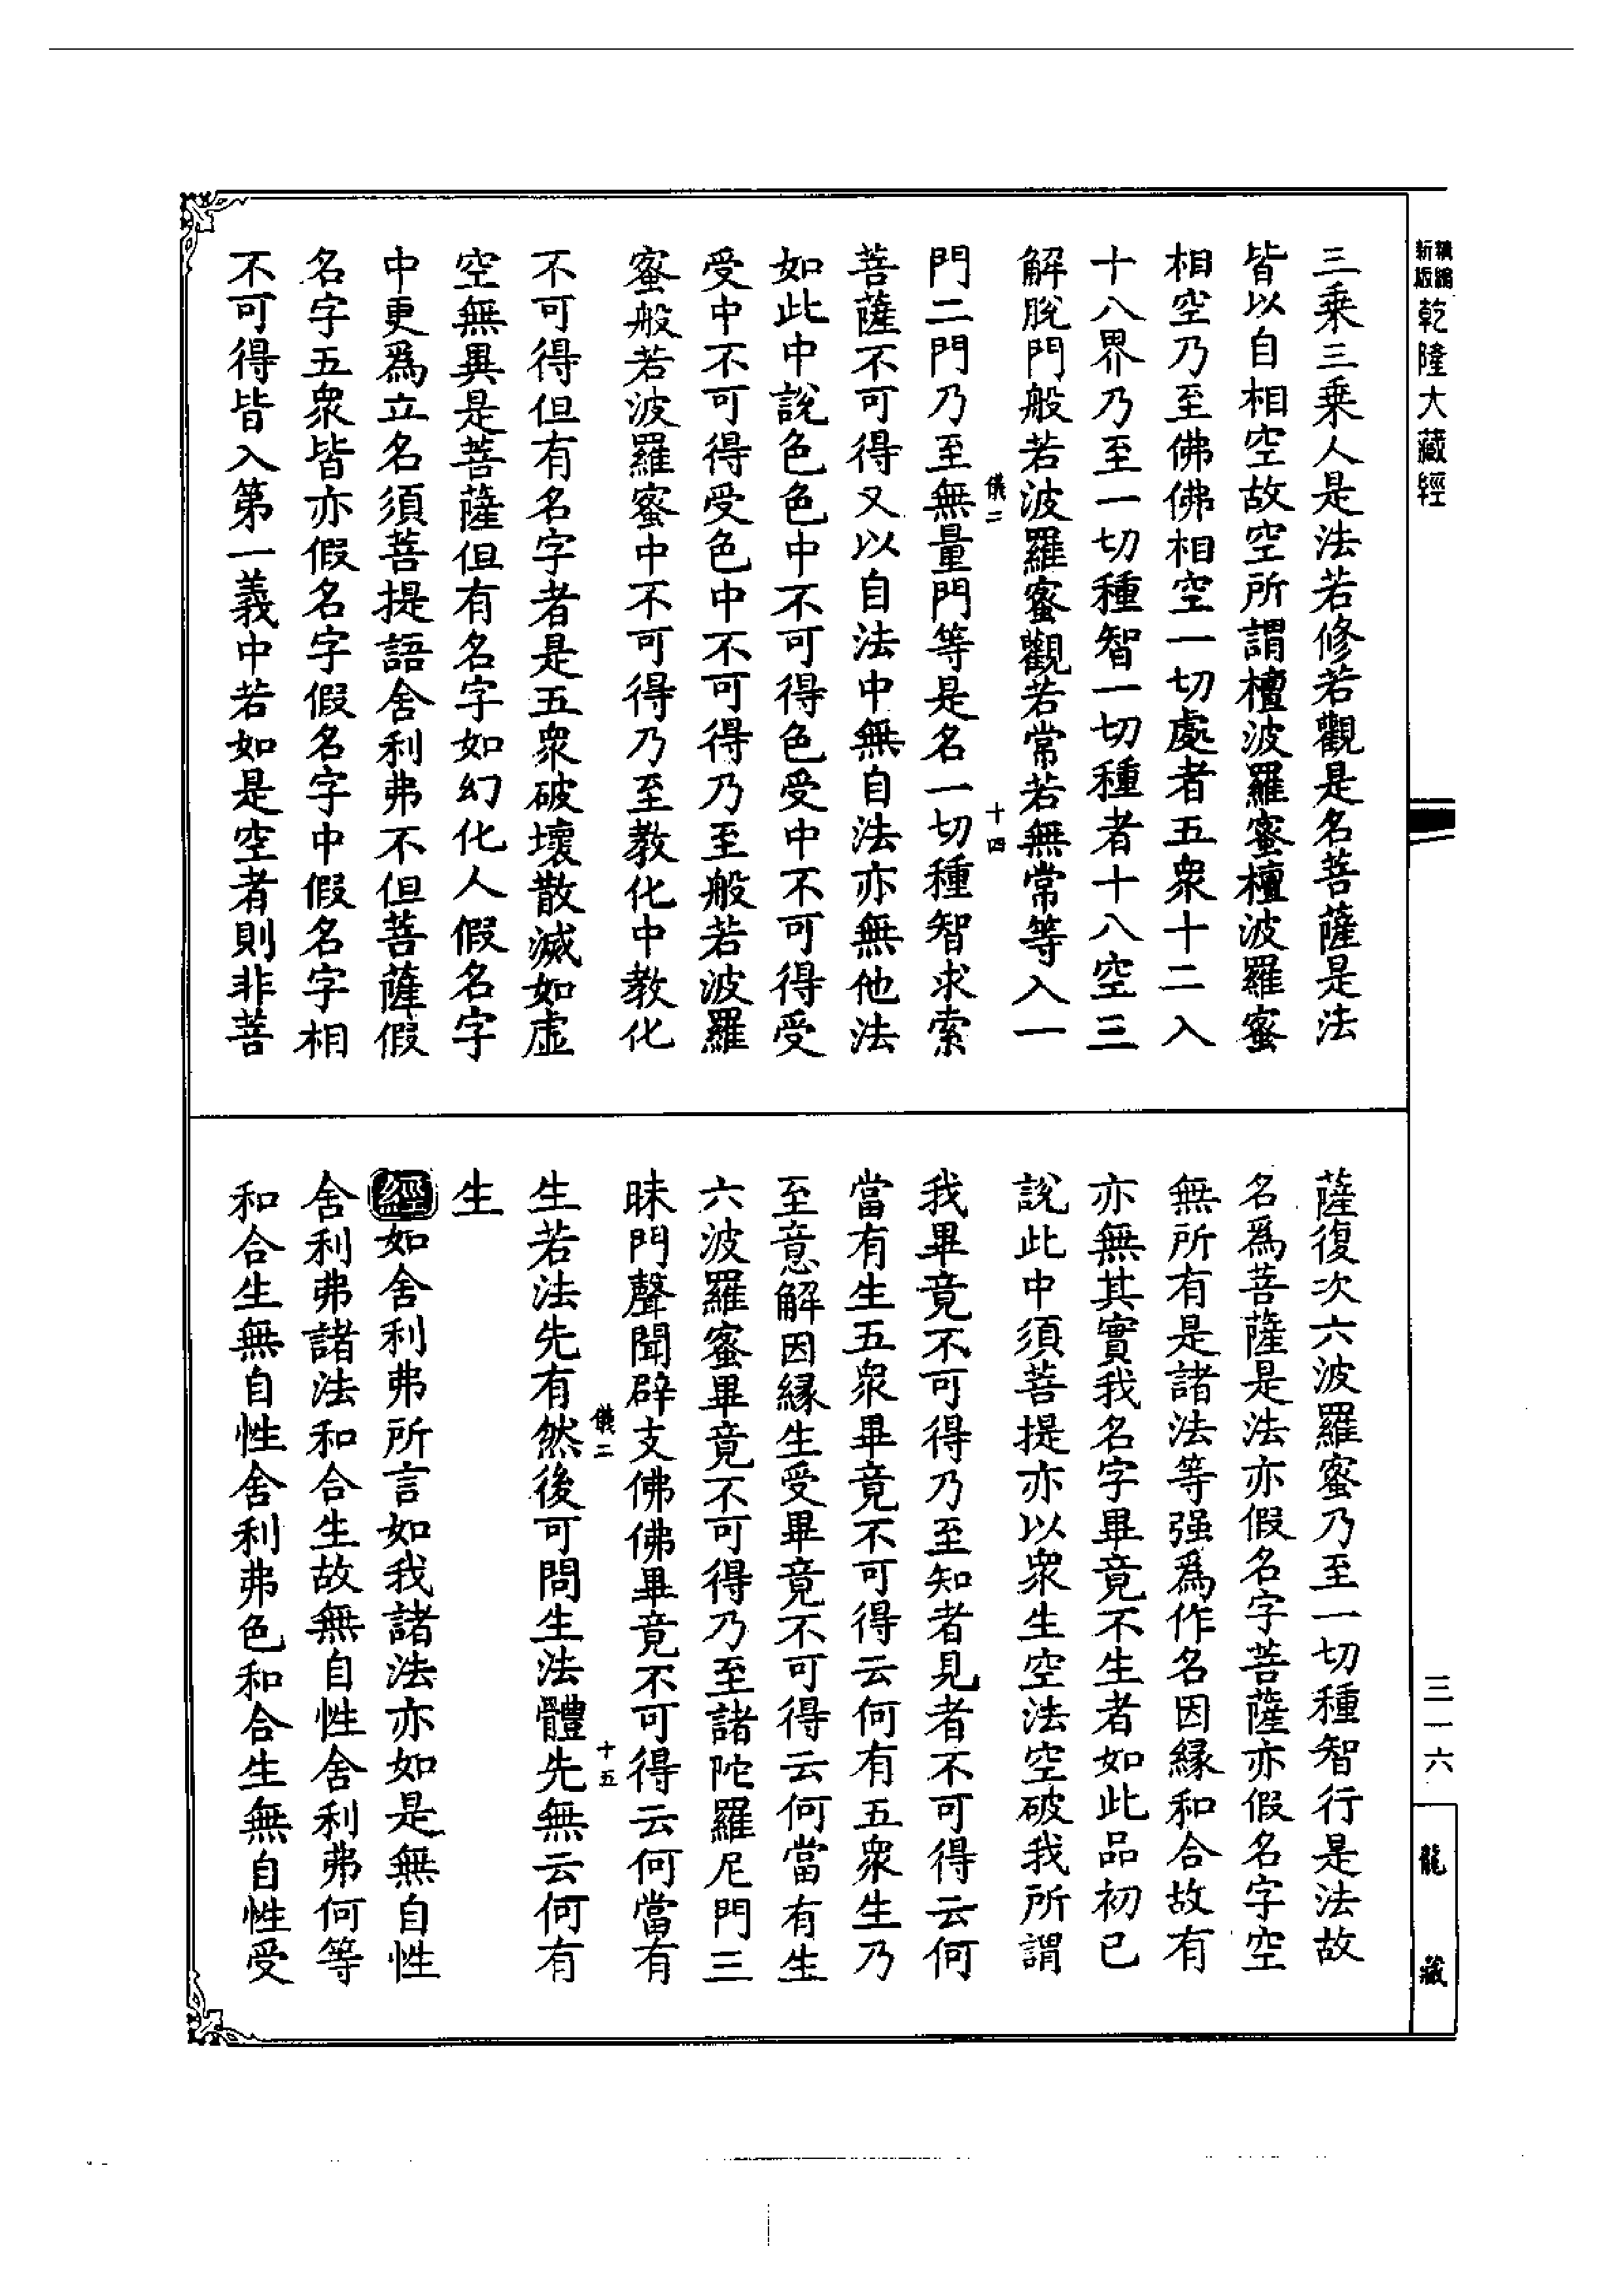 新版精編乾隆大藏經
三乘三乘人是法若修若觀是名菩薩是法
皆以自相空故空所謂檀波羅蜜檀波羅蜜
相空乃至佛佛相空一切處者五衆十二入
十八界乃至一切種智一切種者十八空三
解脫門般若波羅蜜觀若常若無常等入一
儀二 十四
門二門乃至無量門等是名一切種智求索
菩薩不可得又以自法中無自法亦無他法
如此中說色色中不可得色受中不可得受
受中不可得受色中不可得乃至般若波羅
蜜般若波羅蜜中不可得乃至教化中教化
不可得但有名字者是五衆破壞散滅如虛
空無異是菩薩但有名字如幻化人假名字
中更爲立名須菩提語舍利弗不但菩薩假
名字五衆皆亦假名字假名字中假名字相
不可得皆入第一義中若如是空者則非菩
薩復次六波羅蜜乃至一切種智行是法故
名爲菩薩是法亦假名字菩薩亦假名字空
無所有是諸法等强爲作名因緣和合故有
亦無其實我名字畢竟不生者如此品初已
說此中須菩提亦以衆生空法空破我所謂
我畢竟不可得乃至知者見者不可得云何
當有生五衆畢竟不可得云何有五衆生乃
至意解因緣生受畢竟不可得云何當有生
六波羅蜜畢竟不可得乃至諸陀羅尼門三
昧門聲聞辟支佛佛畢竟不可得云何當有
儀二 十五
生若法先有然後可問生法體先無云何有
生
經如舍利弗所言如我諸法亦如是無自性
舍利弗諸法和合生故無自性舍利弗何等
和合生無自性舍利弗色和合生無自性受
三一六
龍藏